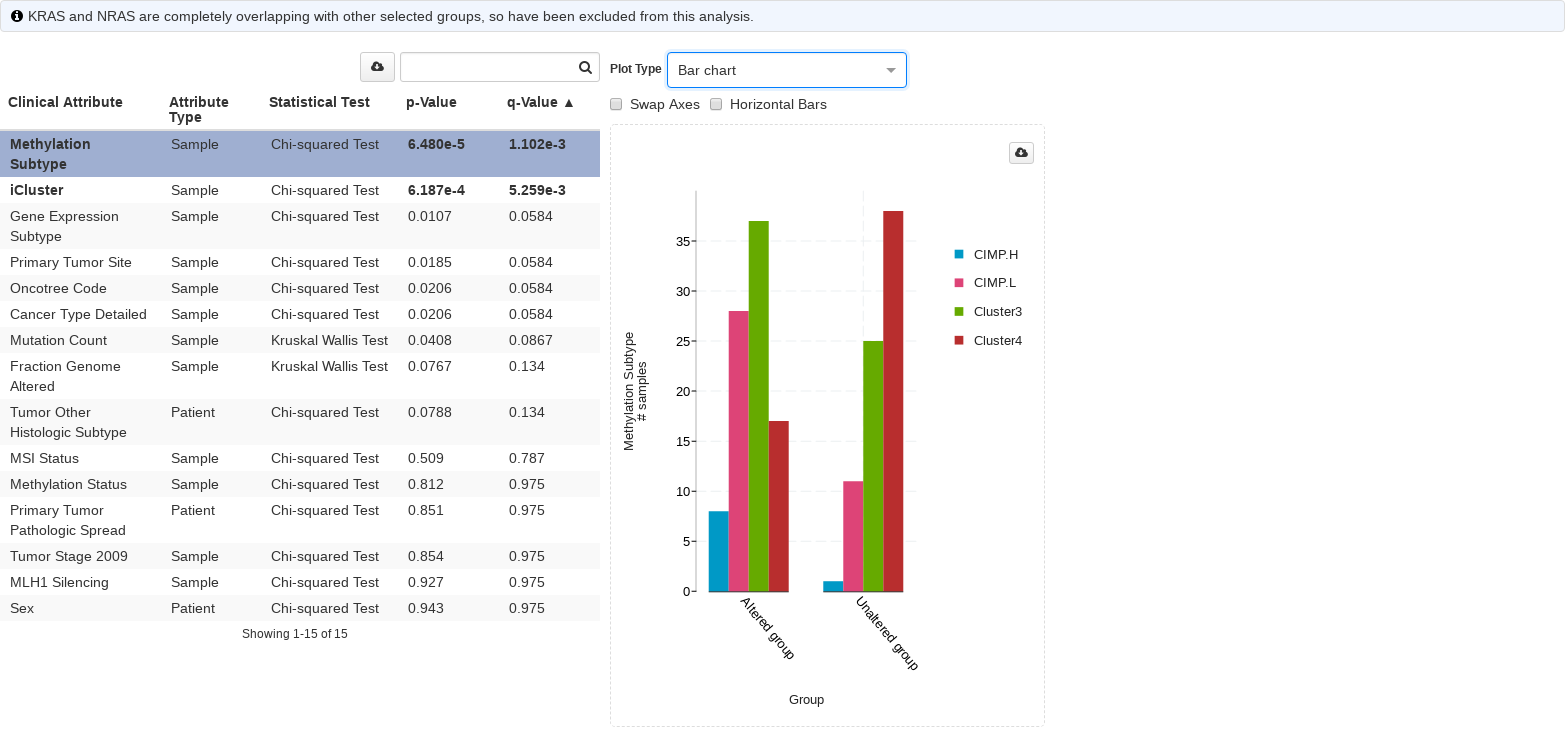 KRAS and NRAS are completely overlapping with other selected groups, so have been excluded from this analysis.
Clinical Attribute Attribute Type Statistical Test p-Value q-Value ▲
Methylation Subtype Sample Chi-squared Test 6.480e-5 1.102e-3
iCluster Sample Chi-squared Test 6.187e-4 5.259e-3
Gene Expression Subtype Sample Chi-squared Test 0.0107 0.0584
Primary Tumor Site Sample Chi-squared Test 0.0185 0.0584
Oncotree Code Sample Chi-squared Test 0.0206 0.0584
Cancer Type Detailed Sample Chi-squared Test 0.0206 0.0584
Mutation Count Sample Kruskal Wallis Test 0.0408 0.0867
Fraction Genome Altered Sample Kruskal Wallis Test 0.0767 0.134
Tumor Other Histologic Subtype Patient Chi-squared Test 0.0788 0.134
MSI Status Sample Chi-squared Test 0.509 0.787
Methylation Status Sample Chi-squared Test 0.812 0.975
Primary Tumor Pathologic Spread Patient Chi-squared Test 0.851 0.975
Tumor Stage 2009 Sample Chi-squared Test 0.854 0.975
MLH1 Silencing Sample Chi-squared Test 0.927 0.975
Sex Patient Chi-squared Test 0.943 0.975
Showing 1-15 of 15
Plot Type Bar chart
Swap Axes Horizontal Bars
Methylation Subtype
# samples
35
30
25
20
15
10
5
0
Altered group
Unaltered group
Group
CIMP.H
CIMP.L
Cluster3
Cluster4